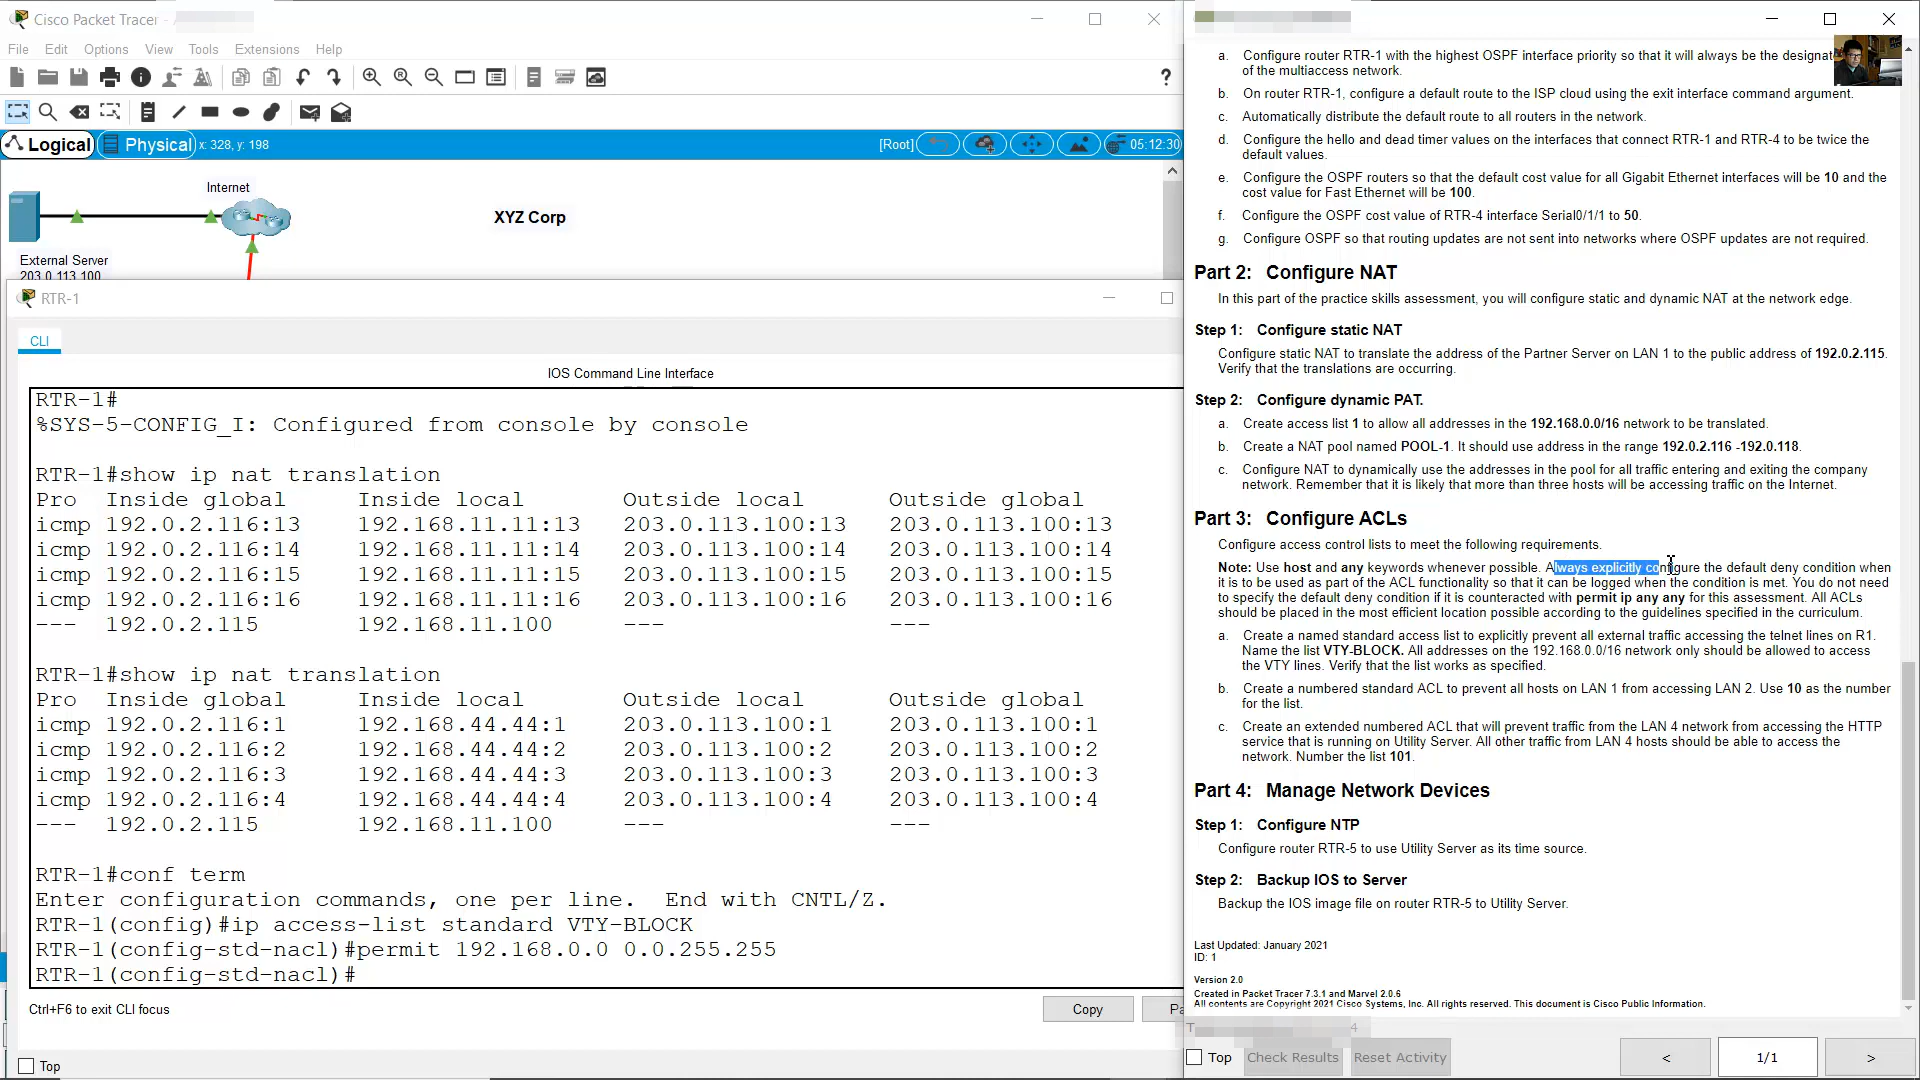 Cisco Packet Tracer -
File Edit Options View Tools Extensions Help
?
Logical Physical x: 328, y: 198 [Root] 05:12:30
Internet
XYZ Corp
External Server
203.0.113.100
RTR-1
CLI
IOS Command Line Interface
RTR-1#
%SYS-5-CONFIG_I: Configured from console by console
RTR-1#show ip nat translation
Pro Inside global Inside local Outside local Outside global
icmp 192.0.2.116:13 192.168.11.11:13 203.0.113.100:13 203.0.113.100:13
icmp 192.0.2.116:14 192.168.11.11:14 203.0.113.100:14 203.0.113.100:14
icmp 192.0.2.116:15 192.168.11.11:15 203.0.113.100:15 203.0.113.100:15
icmp 192.0.2.116:16 192.168.11.11:16 203.0.113.100:16 203.0.113.100:16
--- 192.0.2.115 192.168.11.100 --- ---
RTR-1#show ip nat translation
Pro Inside global Inside local Outside local Outside global
icmp 192.0.2.116:1 192.168.44.44:1 203.0.113.100:1 203.0.113.100:1
icmp 192.0.2.116:2 192.168.44.44:2 203.0.113.100:2 203.0.113.100:2
icmp 192.0.2.116:3 192.168.44.44:3 203.0.113.100:3 203.0.113.100:3
icmp 192.0.2.116:4 192.168.44.44:4 203.0.113.100:4 203.0.113.100:4
--- 192.0.2.115 192.168.11.100 --- ---
RTR-1#conf term
Enter configuration commands, one per line. End with CNTL/Z.
RTR-1(config)#ip access-list standard VTY-BLOCK
RTR-1(config-std-nacl)#permit 192.168.0.0 0.0.255.255
RTR-1(config-std-nacl)#
Ctrl+F6 to exit CLI focus
Copy Pa
Top
a. Configure router RTR-1 with the highest OSPF interface priority so that it will always be the designat
of the multiaccess network.
b. On router RTR-1, configure a default route to the ISP cloud using the exit interface command argument.
c. Automatically distribute the default route to all routers in the network.
d. Configure the hello and dead timer values on the interfaces that connect RTR-1 and RTR-4 to be twice the
default values.
e. Configure the OSPF routers so that the default cost value for all Gigabit Ethernet interfaces will be 10 and the
cost value for Fast Ethernet will be 100.
f. Configure the OSPF cost value of RTR-4 interface Serial0/1/1 to 50.
g. Configure OSPF so that routing updates are not sent into networks where OSPF updates are not required.
Part 2: Configure NAT
In this part of the practice skills assessment, you will configure static and dynamic NAT at the network edge.
Step 1: Configure static NAT
Configure static NAT to translate the address of the Partner Server on LAN 1 to the public address of 192.0.2.115.
Verify that the translations are occurring.
Step 2: Configure dynamic PAT.
a. Create access list 1 to allow all addresses in the 192.168.0.0/16 network to be translated.
b. Create a NAT pool named POOL-1. It should use address in the range 192.0.2.116 -192.0.118.
c. Configure NAT to dynamically use the addresses in the pool for all traffic entering and exiting the company
network. Remember that it is likely that more than three hosts will be accessing traffic on the Internet.
Part 3: Configure ACLs
Configure access control lists to meet the following requirements.
Note: Use host and any keywords whenever possible. Always explicitly configure the default deny condition when
it is to be used as part of the ACL functionality so that it can be logged when the condition is met. You do not need
to specify the default deny condition if it is counteracted with permit ip any any for this assessment. All ACLs
should be placed in the most efficient location possible according to the guidelines specified in the curriculum.
a. Create a named standard access list to explicitly prevent all external traffic accessing the telnet lines on R1.
Name the list VTY-BLOCK. All addresses on the 192.168.0.0/16 network only should be allowed to access
the VTY lines. Verify that the list works as specified.
b. Create a numbered standard ACL to prevent all hosts on LAN 1 from accessing LAN 2. Use 10 as the number
for the list.
c. Create an extended numbered ACL that will prevent traffic from the LAN 4 network from accessing the HTTP
service that is running on Utility Server. All other traffic from LAN 4 hosts should be able to access the
network. Number the list 101.
Part 4: Manage Network Devices
Step 1: Configure NTP
Configure router RTR-5 to use Utility Server as its time source.
Step 2: Backup IOS to Server
Backup the IOS image file on router RTR-5 to Utility Server.
Last Updated: January 2021
ID: 1
Version 2.0
Created in Packet Tracer 7.3.1 and Marvel 2.0.6
All contents are Copyright 2021 Cisco Systems, Inc. All rights reserved. This document is Cisco Public Information.
Top Check Results Reset Activity < 1/1 >